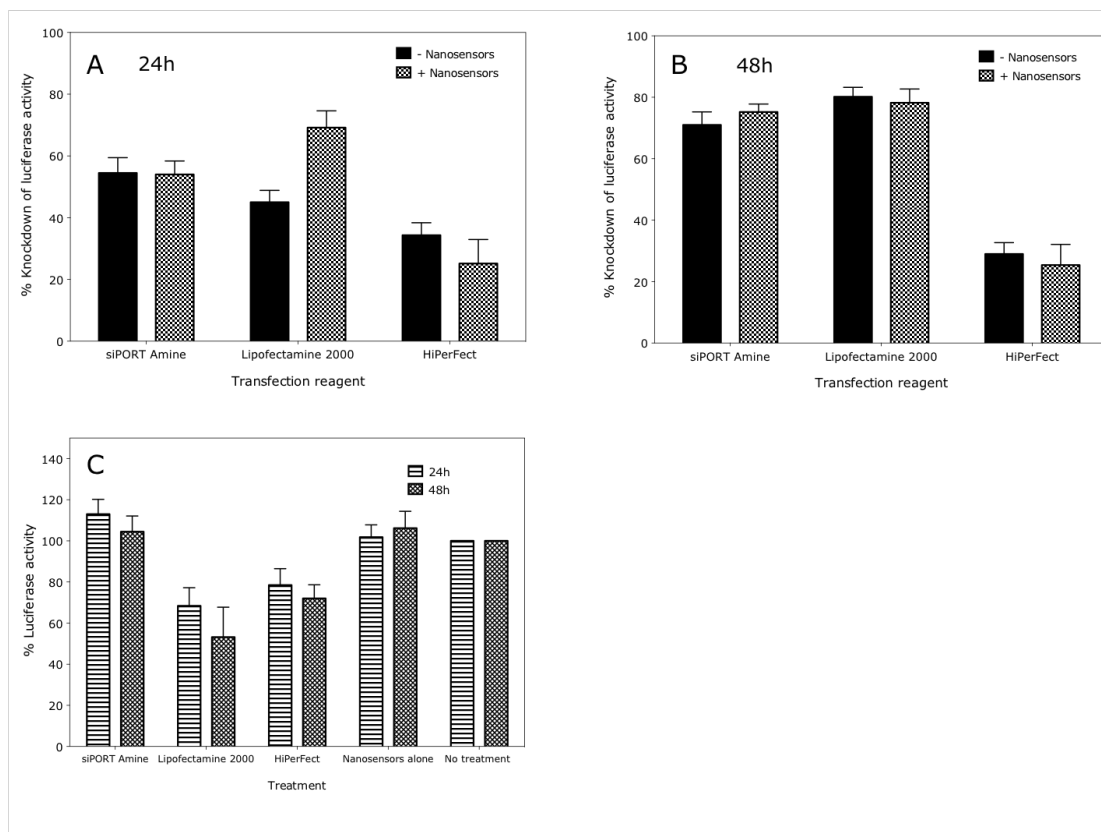 A 24h
- Nanosensors
+ Nanosensors
% Knockdown of luciferase activity
100
80
60
40
20
0
siPORT Amine Lipofectamine 2000 HiPerFect
Transfection reagent
B 48h
- Nanosensors
+ Nanosensors
% Knockdown of luciferase activity
100
80
60
40
20
0
siPORT Amine Lipofectamine 2000 HiPerFect
Transfection reagent
C
24h
48h
% Luciferase activity
140
120
100
80
60
40
20
0
siPORT Amine Lipofectamine 2000 HiPerFect Nanosensors alone No treatment
Treatment